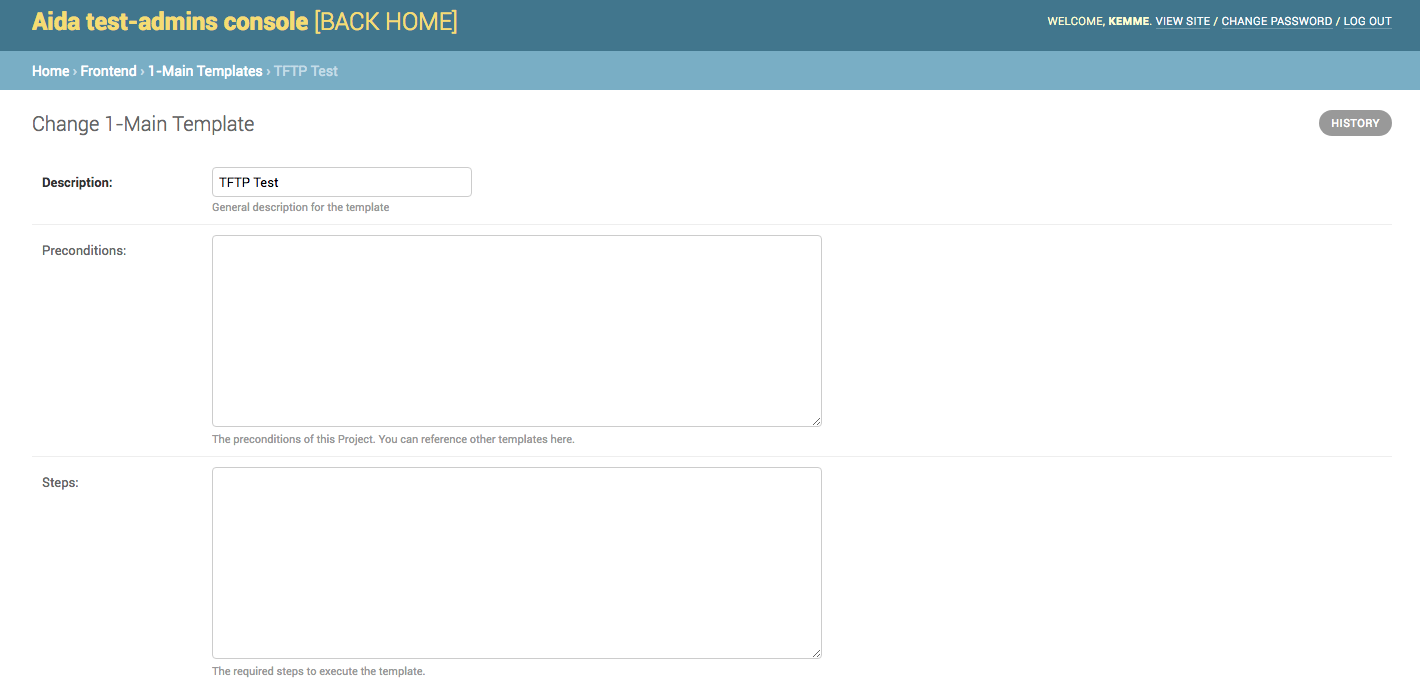 Aida test-admins console [BACK HOME]
WELCOME, KEMME. VIEW SITE / CHANGE PASSWORD / LOG OUT
Home › Frontend › 1-Main Templates › TFTP Test
Change 1-Main Template
HISTORY
Description:
TFTP Test
General description for the template
Preconditions:
The preconditions of this Project. You can reference other templates here.
Steps:
The required steps to execute the template.